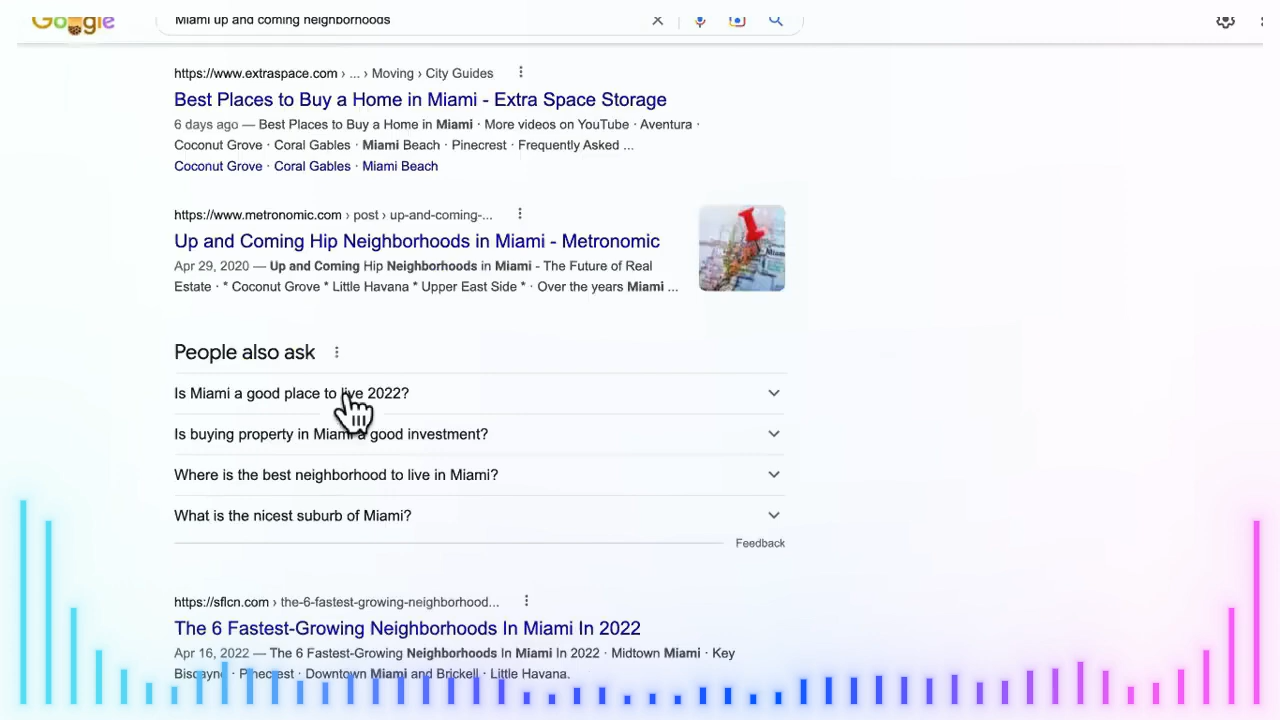 Google
Miami up and coming neighborhoods
https://www.extraspace.com › ... › Moving › City Guides
Best Places to Buy a Home in Miami - Extra Space Storage
6 days ago — Best Places to Buy a Home in Miami · More videos on YouTube · Aventura ·
Coconut Grove · Coral Gables · Miami Beach · Pinecrest · Frequently Asked ...
Coconut Grove · Coral Gables · Miami Beach
https://www.metronomic.com › post › up-and-coming-...
Up and Coming Hip Neighborhoods in Miami - Metronomic
Apr 29, 2020 — Up and Coming Hip Neighborhoods in Miami - The Future of Real
Estate · * Coconut Grove * Little Havana * Upper East Side * · Over the years Miami ...
People also ask
Is Miami a good place to live 2022?
Is buying property in Miami a good investment?
Where is the best neighborhood to live in Miami?
What is the nicest suburb of Miami?
Feedback
https://sflcn.com › the-6-fastest-growing-neighborhood...
The 6 Fastest-Growing Neighborhoods In Miami In 2022
Apr 16, 2022 — The 6 Fastest-Growing Neighborhoods In Miami In 2022 · Midtown Miami · Key
Biscayne · Pinecrest · Downtown Miami and Brickell · Little Havana.